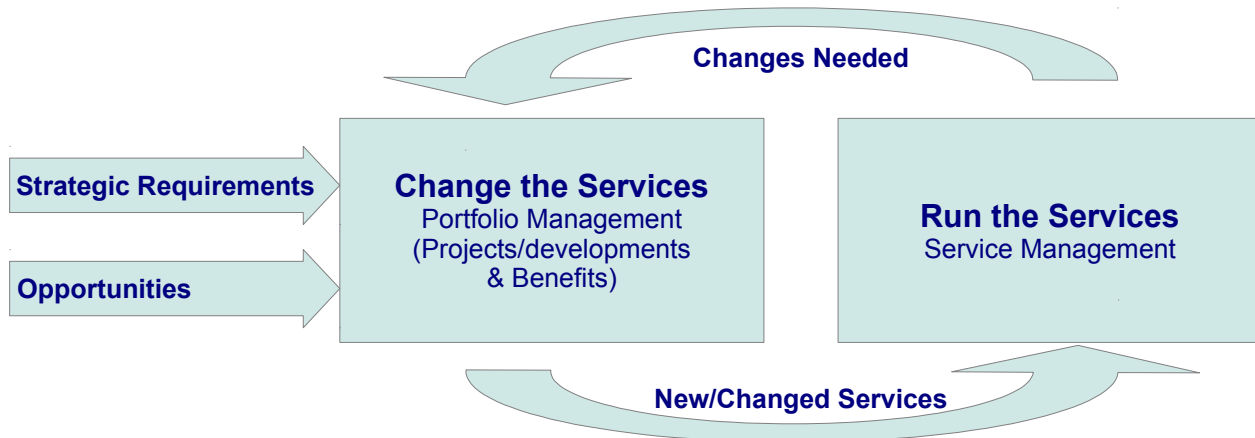 Changes Needed
Strategic Requirements
Opportunities
Change the Services
Portfolio Management
(Projects/developments
& Benefits)
Run the Services
Service Management
New/Changed Services